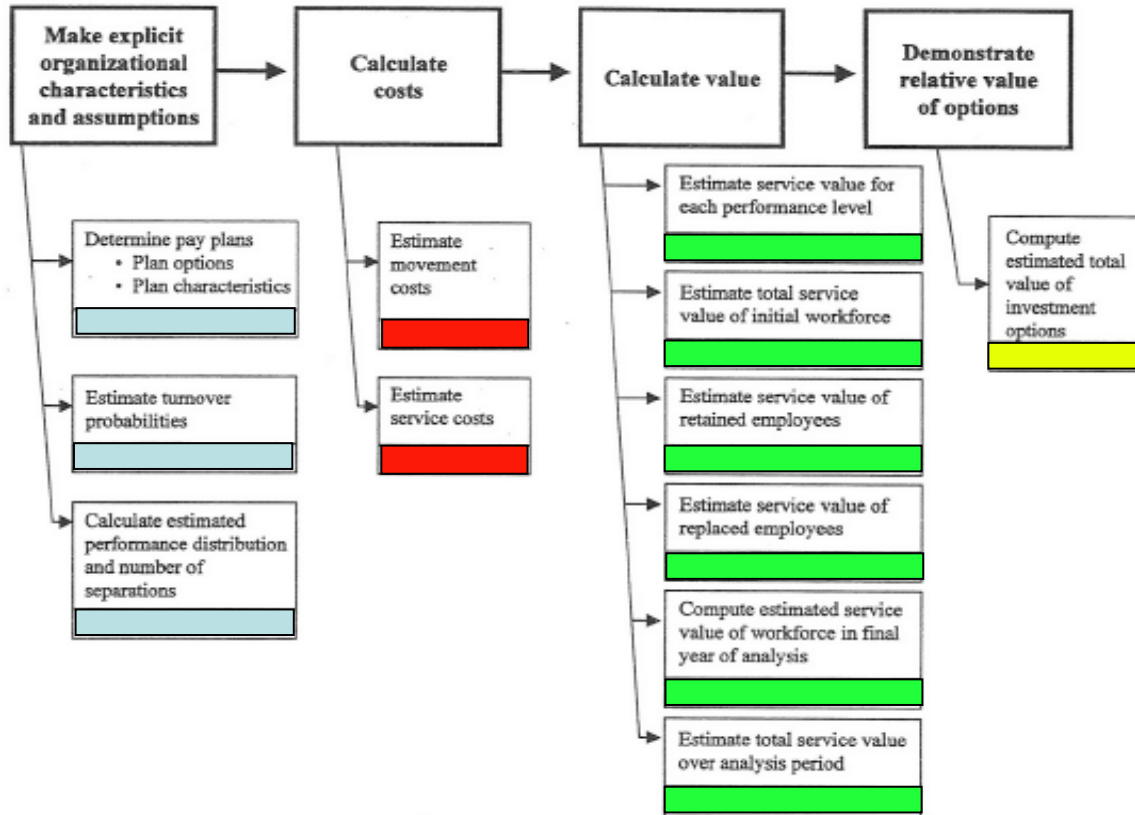 Make explicit
organizational
characteristics
and assumptions
Calculate
costs
Calculate value
Demonstrate
relative value
of options
Determine pay plans
• Plan options
• Plan characteristics
Estimate turnover
probabilities
Calculate estimated
performance distribution
and number of
separations
Estimate
movement
costs
Estimate
service costs
Estimate service value for
each performance level
Estimate total service
value of initial workforce
Estimate service value of
retained employees
Estimate service value of
replaced employees
Compute estimated service
value of workforce in final
year of analysis
Estimate total service value
over analysis period
Compute
estimated total
value of
investment
options